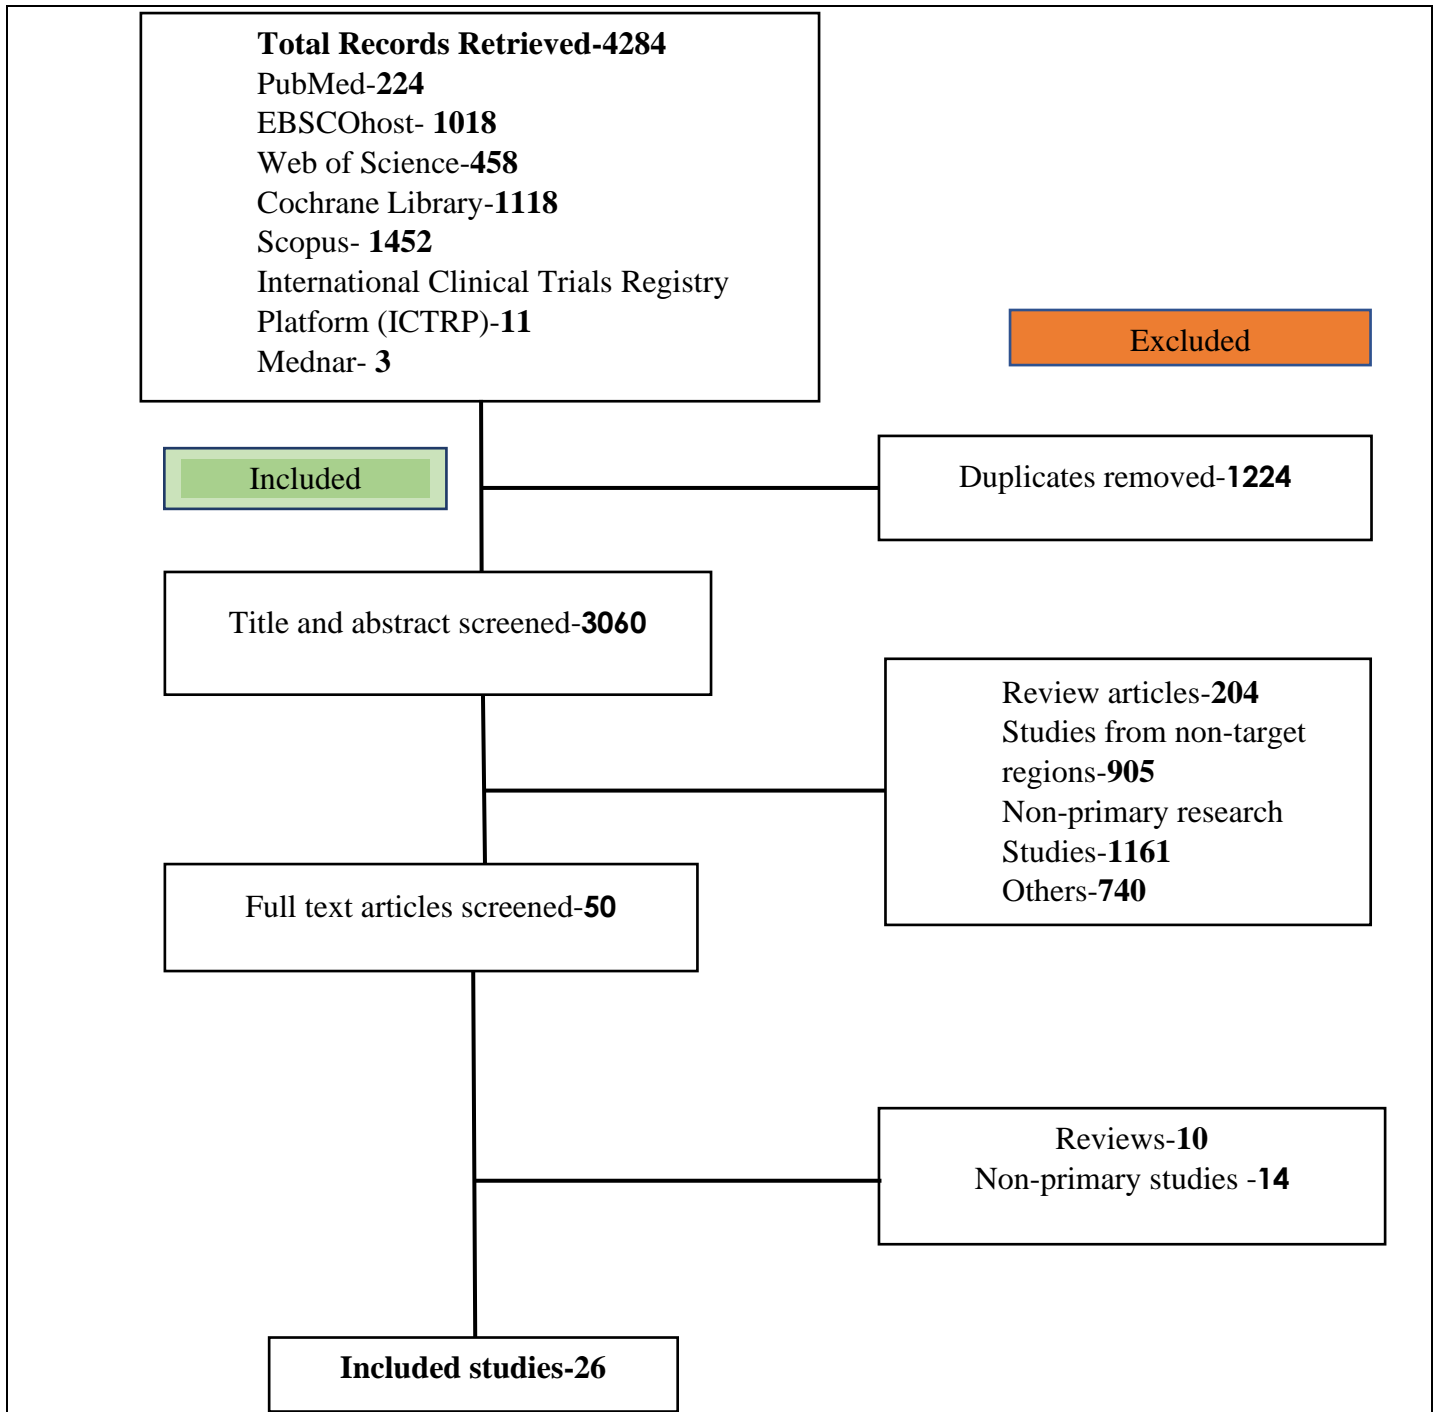 Total Records Retrieved-4284
PubMed-224
EBSCOhost- 1018
Web of Science-458
Cochrane Library-1118
Scopus- 1452
International Clinical Trials Registry
Platform (ICTRP)-11
Mednar- 3
Excluded
Included
Duplicates removed-1224
Title and abstract screened-3060
Review articles-204
Studies from non-target
regions-905
Non-primary research
Studies-1161
Others-740
Full text articles screened-50
Reviews-10
Non-primary studies -14
Included studies-26